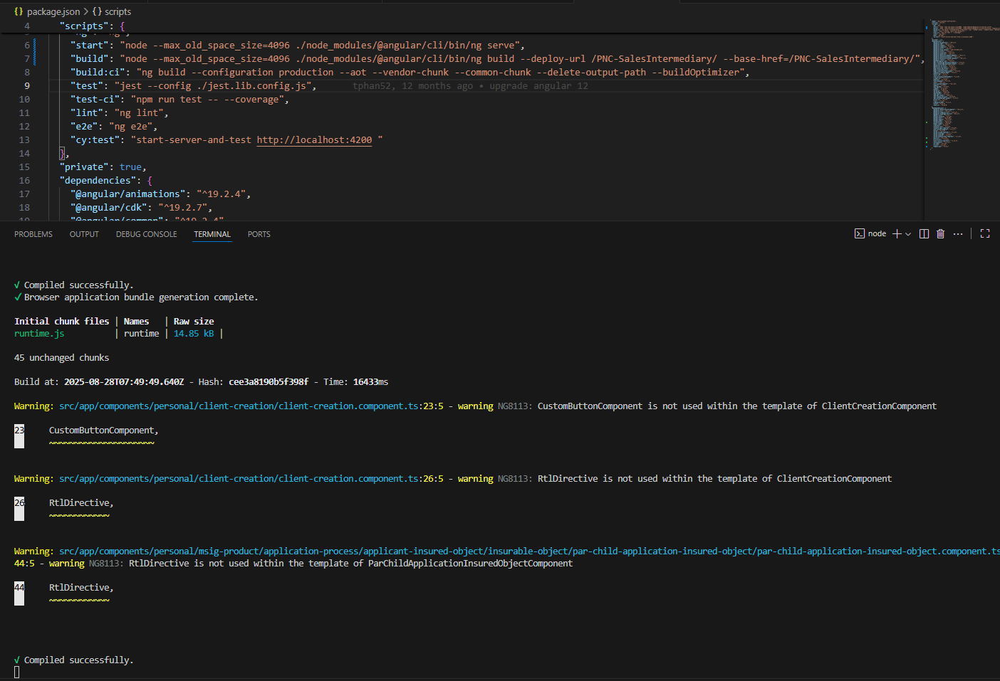 {} package.json > {} scripts
4 "scripts": {
6 "start": "node --max_old_space_size=4096 ./node_modules/@angular/cli/bin/ng serve",
7 "build": "node --max_old_space_size=4096 ./node_modules/@angular/cli/bin/ng build --deploy-url /PNC-SalesIntermediary/ --base-href=/PNC-SalesIntermediary/",
8 "build:ci": "ng build --configuration production --aot --vendor-chunk --common-chunk --delete-output-path --buildOptimizer",
9 "test": "jest --config ./jest.lib.config.js", tphan52, 12 months ago • upgrade angular 12
10 "test-ci": "npm run test -- --coverage",
11 "lint": "ng lint",
12 "e2e": "ng e2e",
13 "cy:test": "start-server-and-test http://localhost:4200 "
14 },
15 "private": true,
16 "dependencies": {
17 "@angular/animations": "^19.2.4",
18 "@angular/cdk": "^19.2.7",
19 "@angular/common": "^19.2.4"
PROBLEMS OUTPUT DEBUG CONSOLE TERMINAL PORTS node
√ Compiled successfully.
✓ Browser application bundle generation complete.
Initial chunk files | Names | Raw size
runtime.js | runtime | 14.85 kB |
45 unchanged chunks
Build at: 2025-08-28T07:49:49.640Z - Hash: cee3a8190b5f398f - Time: 16433ms
Warning: src/app/components/personal/client-creation/client-creation.component.ts:23:5 - warning NG8113: CustomButtonComponent is not used within the template of ClientCreationComponent
23 CustomButtonComponent,
~~~~~~~~~~~~~~~~~~~~~
Warning: src/app/components/personal/client-creation/client-creation.component.ts:26:5 - warning NG8113: RtlDirective is not used within the template of ClientCreationComponent
26 RtlDirective,
~~~~~~~~~~~~
Warning: src/app/components/personal/msig-product/application-process/applicant-insured-object/insurable-object/par-child-application-insured-object/par-child-application-insured-object.component.ts
44:5 - warning NG8113: RtlDirective is not used within the template of ParChildApplicationInsuredObjectComponent
44 RtlDirective,
~~~~~~~~~~~~
√ Compiled successfully.